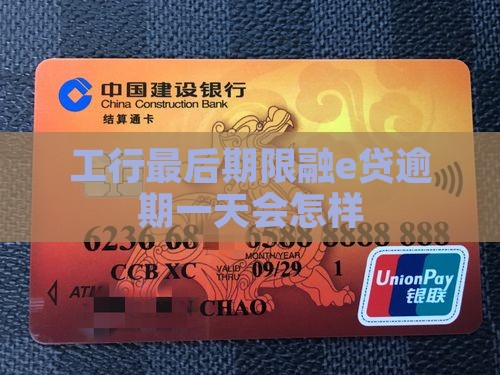 中国建设银行
China Construction Bank
结算通卡
工行最后期限融e贷逾
期一天会怎样
6236 68 6588 8888 888
MONTH/YEAR
CCB XC VALID THRU 09/29 1
ATM
CHAO
UnionPay
银联